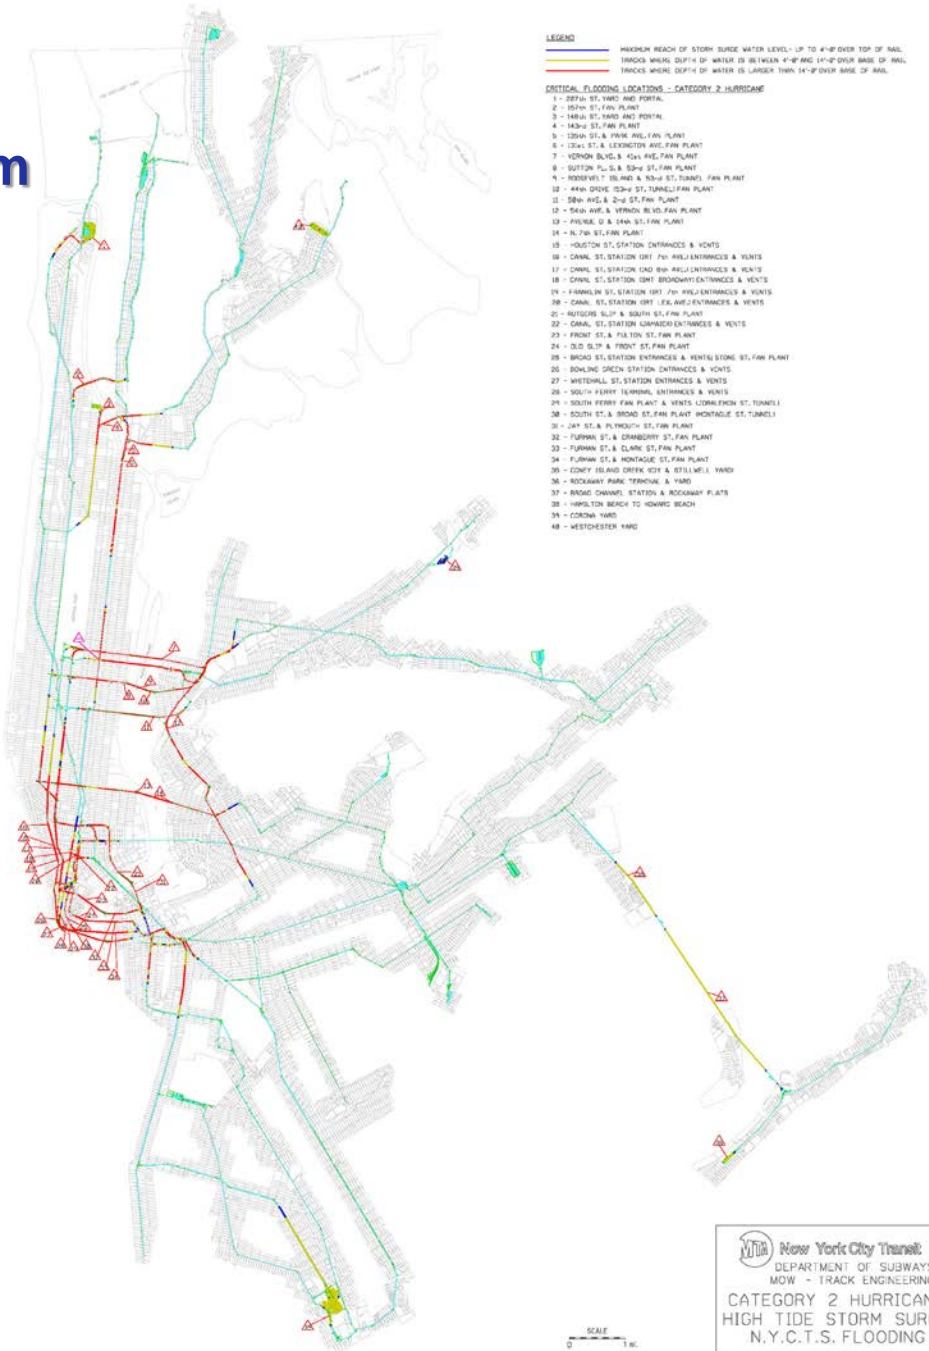 m
LEGEND
MAXIMUM REACH OF STORM SURGE WATER LEVEL- UP TO 4'-0" OVER TOP OF RAIL
TRACKS WHERE DEPTH OF WATER IS BETWEEN 4'-0" AND 14'-0" OVER BASE OF RAIL
TRACKS WHERE DEPTH OF WATER IS LARGER THAN 14'-0" OVER BASE OF RAIL
CRITICAL FLOODING LOCATIONS - CATEGORY 2 HURRICANE
1 - 207th ST. YARD AND PORTAL
2 - 157th ST. FAN PLANT
3 - 148th ST. YARD AND PORTAL
4 - 143rd ST. FAN PLANT
5 - 135th ST. & PARK AVE. FAN PLANT
6 - 131st ST. & LEXINGTON AVE. FAN PLANT
7 - VERNON BLVD. & 41st AVE. FAN PLANT
8 - SUTTON PL. S. & 53rd ST. FAN PLANT
9 - ROOSEVELT ISLAND & 53rd ST. TUNNEL FAN PLANT
10 - 44th DRIVE (53rd ST. TUNNEL) FAN PLANT
11 - 50th AVE. & 2nd ST. FAN PLANT
12 - 54th AVE. & VERNON BLVD. FAN PLANT
13 - AVENUE D & 14th ST. FAN PLANT
14 - N. 7th ST. FAN PLANT
15 - HOUSTON ST. STATION ENTRANCES & VENTS
16 - CANAL ST. STATION (IRT 7th AVE.) ENTRANCES & VENTS
17 - CANAL ST. STATION (IND 8th AVE.) ENTRANCES & VENTS
18 - CANAL ST. STATION (BMT BROADWAY) ENTRANCES & VENTS
19 - FRANKLIN ST. STATION (IRT 7th AVE.) ENTRANCES & VENTS
20 - CANAL ST. STATION (IRT LEX. AVE.) ENTRANCES & VENTS
21 - RUTGERS SLIP & SOUTH ST. FAN PLANT
22 - CANAL ST. STATION (JAMAICA) ENTRANCES & VENTS
23 - FRONT ST. & FULTON ST. FAN PLANT
24 - OLD SLIP & FRONT ST. FAN PLANT
25 - BROAD ST. STATION ENTRANCES & VENTS; STONE ST. FAN PLANT
26 - BOWLING GREEN STATION ENTRANCES & VENTS
27 - WHITEHALL ST. STATION ENTRANCES & VENTS
28 - SOUTH FERRY TERMINAL ENTRANCES & VENTS
29 - SOUTH FERRY FAN PLANT & VENTS (JORALEMON ST. TUNNEL)
30 - SOUTH ST. & BROAD ST. FAN PLANT (MONTAGUE ST. TUNNEL)
31 - JAY ST. & PLYMOUTH ST. FAN PLANT
32 - FURMAN ST. & CRANBERRY ST. FAN PLANT
33 - FURMAN ST. & CLARK ST. FAN PLANT
34 - FURMAN ST. & MONTAGUE ST. FAN PLANT
35 - CONEY ISLAND CREEK (CIY & STILLWELL YARD)
36 - ROCKAWAY PARK TERMINAL & YARD
37 - BROAD CHANNEL STATION & ROCKAWAY FLATS
38 - HAMILTON BEACH TO HOWARD BEACH
39 - CORONA YARD
40 - WESTCHESTER YARD
MTA New York City Transit
DEPARTMENT OF SUBWAYS
MOW - TRACK ENGINEERING
CATEGORY 2 HURRICAN
HIGH TIDE STORM SUR
N.Y.C.T.S. FLOODING
SCALE
0 1 MI.